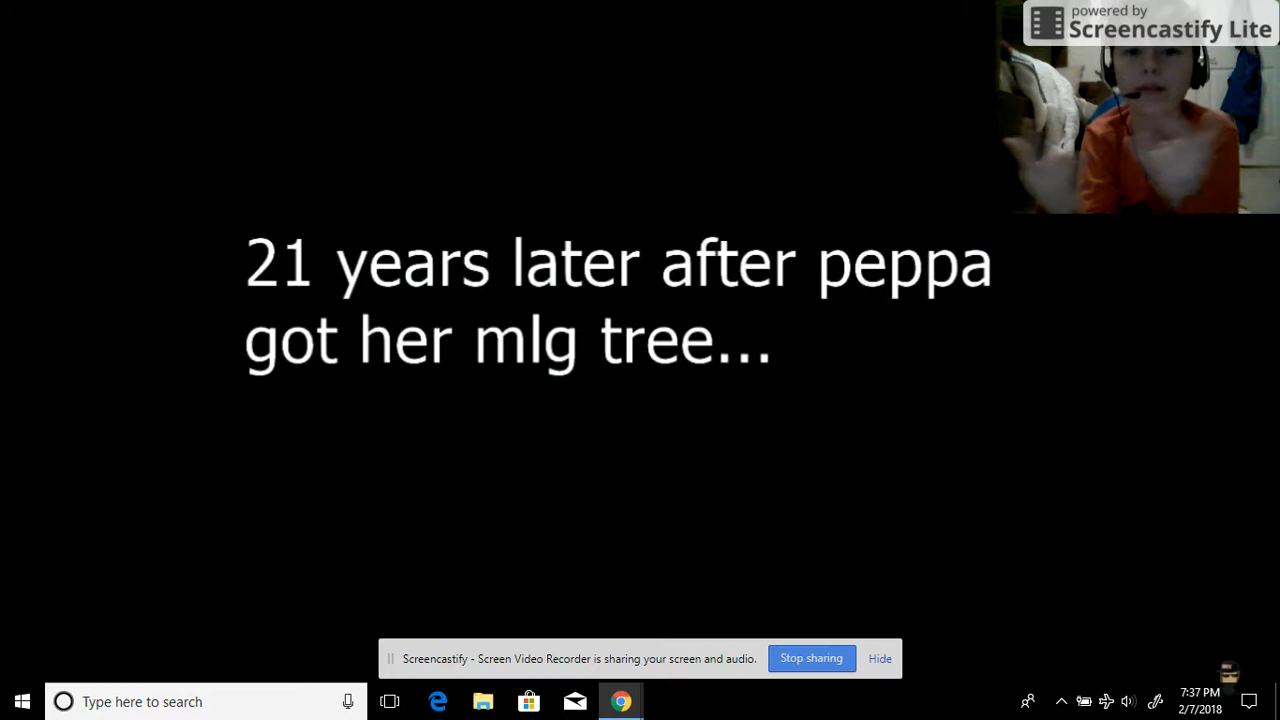 powered by
Screencastify Lite
21 years later after peppa
got her mlg tree...
Screencastify - Screen Video Recorder is sharing your screen and audio.
Stop sharing
Hide
Type here to search
7:37 PM
2/7/2018